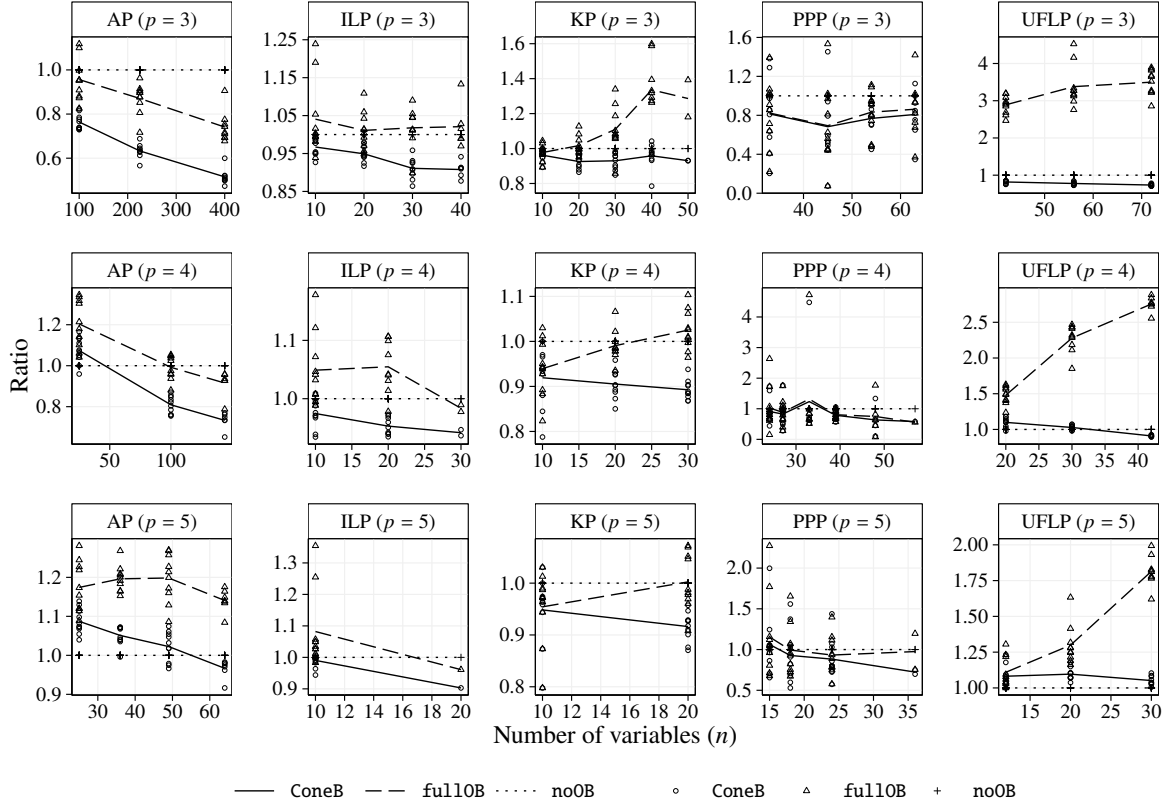 AP (p = 3) ILP (p = 3) KP (p = 3) PPP (p = 3) UFLP (p = 3)
1.0 0.8 0.6
1.25 1.15 1.05 0.95 0.85
1.6 1.4 1.2 1.0 0.8
1.6 1.2 0.8 0.4 0.0
5 4 3 2 1
100 200 300 400 10 20 30 40 10 20 30 40 50 40 50 60 50 60 70
AP (p = 4) ILP (p = 4) KP (p = 4) PPP (p = 4) UFLP (p = 4)
Ratio
1.2 1.0 0.8
1.1 1.0
1.1 1.0 0.9 0.8
4 3 2 1 0
2.5 2.0 1.5 1.0
50 100 10 15 20 25 30 10 15 20 25 30 30 40 50 20 25 30 35 40
AP (p = 5) ILP (p = 5) KP (p = 5) PPP (p = 5) UFLP (p = 5)
1.2 1.1 1.0 0.9
1.3 1.2 1.1 1.0 0.9
1.0 0.9 0.8
2.0 1.5 1.0 0.5
2.00 1.75 1.50 1.25 1.00
30 40 50 60 10 12 14 16 18 20 10 12 14 16 18 20 15 20 25 30 35 15 20 25 30
Number of variables (n)
ConeB fullOB noOB ConeB fullOB noOB